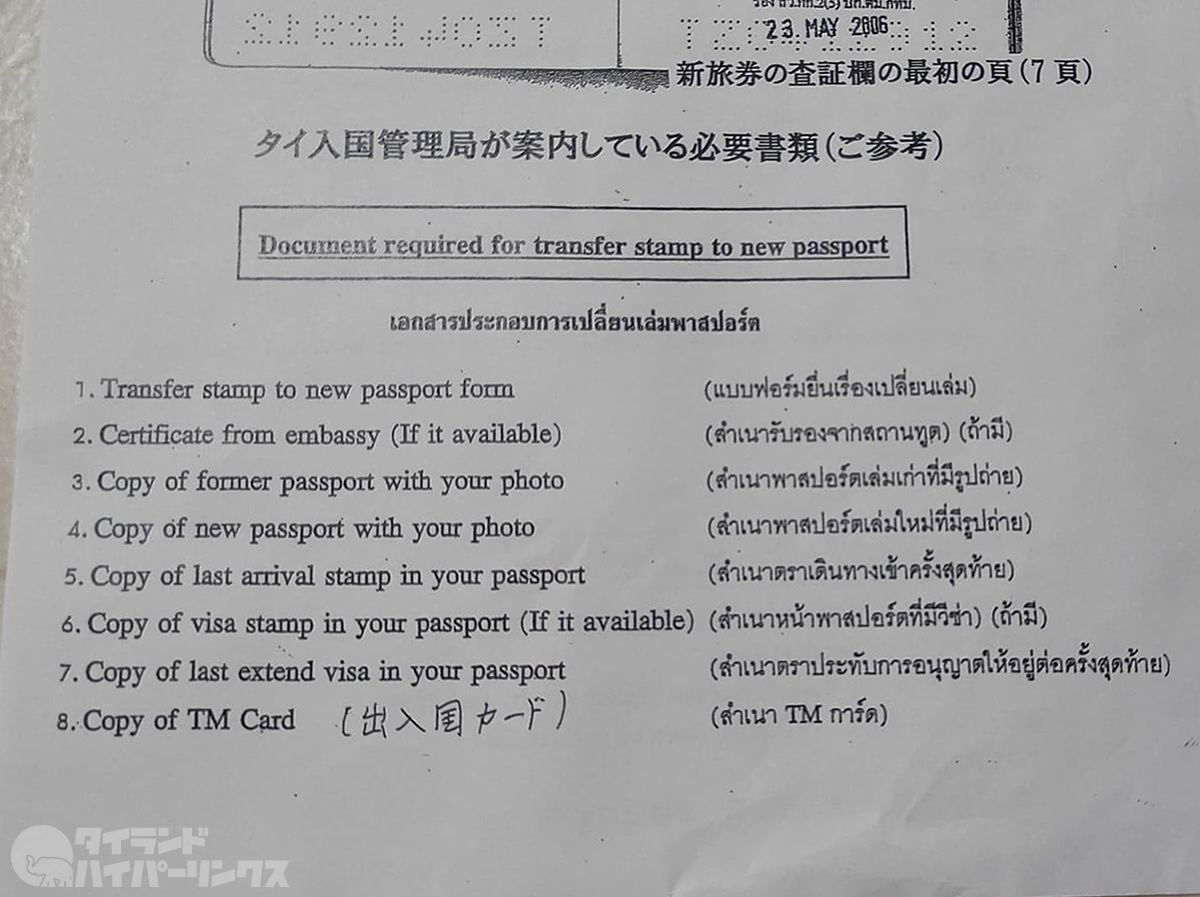 23. MAY 2006
新旅券の査証欄の最初の頁(7頁)
タイ入国管理局が案内している必要書類(ご参考)
Document required for transfer stamp to new passport
เอกสารประกอบการเปลี่ยนเล่มพาสปอร์ต
1. Transfer stamp to new passport form (แบบฟอร์มยื่นเรื่องเปลี่ยนเล่ม)
2. Certificate from embassy (If it available) (สำเนารับรองจากสถานทูต) (ถ้ามี)
3. Copy of former passport with your photo (สำเนาพาสปอร์ตเล่มเก่าที่มีรูปถ่าย)
4. Copy of new passport with your photo (สำเนาพาสปอร์ตเล่มใหม่ที่มีรูปถ่าย)
5. Copy of last arrival stamp in your passport (สำเนาตราเดินทางเข้าครั้งสุดท้าย)
6. Copy of visa stamp in your passport (If it available) (สำเนาหน้าพาสปอร์ตที่มีวีซ่า) (ถ้ามี)
7. Copy of last extend visa in your passport (สำเนาตราประทับการอนุญาตให้อยู่ต่อครั้งสุดท้าย)
8. Copy of TM Card (出入国カード) (สำเนา TM การ์ด)
タイランド
ハイパーリンクス